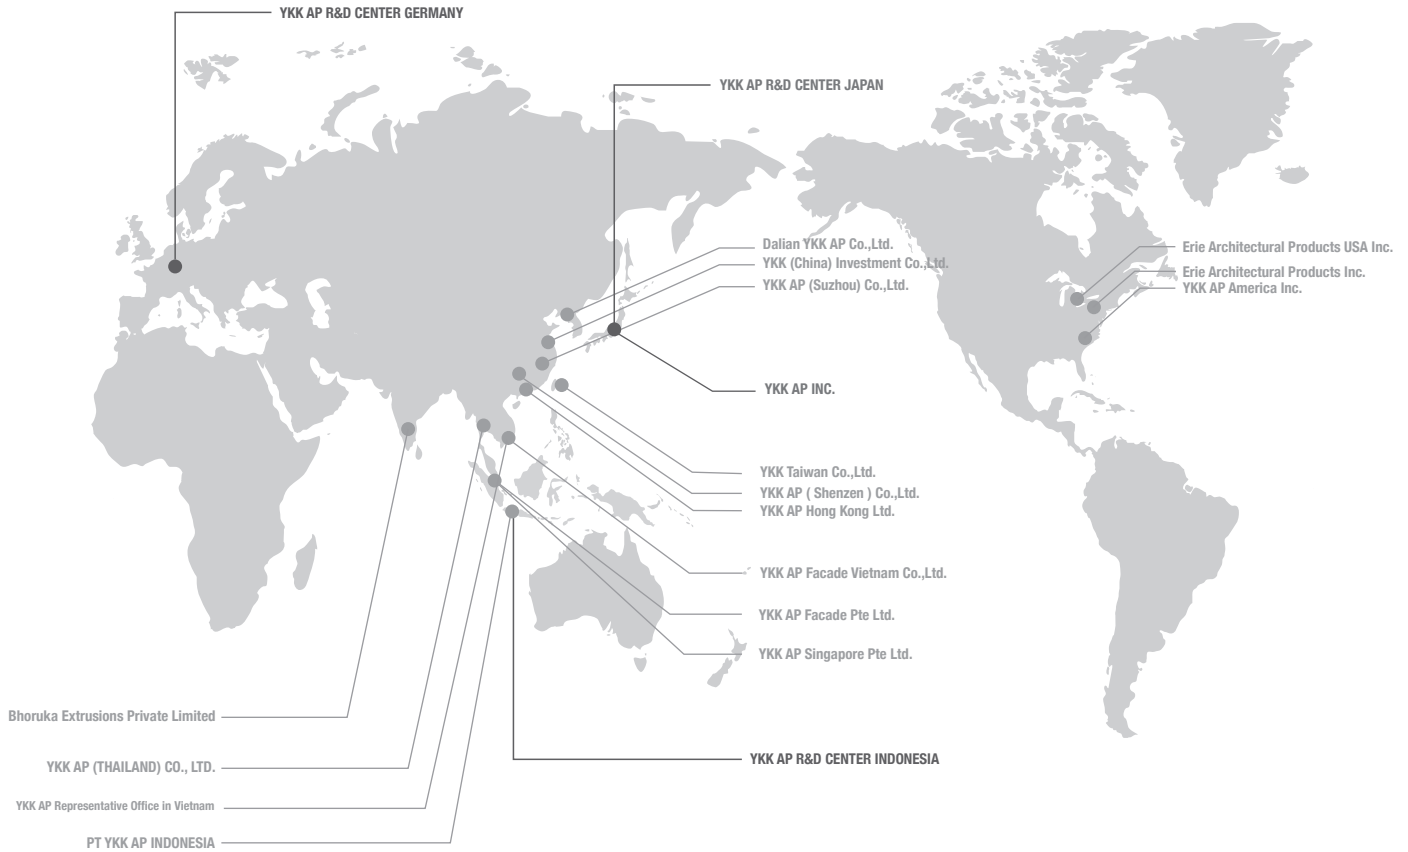 YKK AP R&D CENTER GERMANY
YKK AP R&D CENTER JAPAN
Dalian YKK AP Co.,Ltd.
YKK (China) Investment Co.,Ltd.
YKK AP (Suzhou) Co.,Ltd.
Erie Architectural Products USA Inc.
Erie Architectural Products Inc.
YKK AP America Inc.
YKK AP INC.
YKK Taiwan Co.,Ltd.
YKK AP ( Shenzen ) Co.,Ltd.
YKK AP Hong Kong Ltd.
YKK AP Facade Vietnam Co.,Ltd.
YKK AP Facade Pte Ltd.
YKK AP Singapore Pte Ltd.
Bhoruka Extrusions Private Limited
YKK AP (THAILAND) CO., LTD.
YKK AP R&D CENTER INDONESIA
YKK AP Representative Office in Vietnam
PT YKK AP INDONESIA